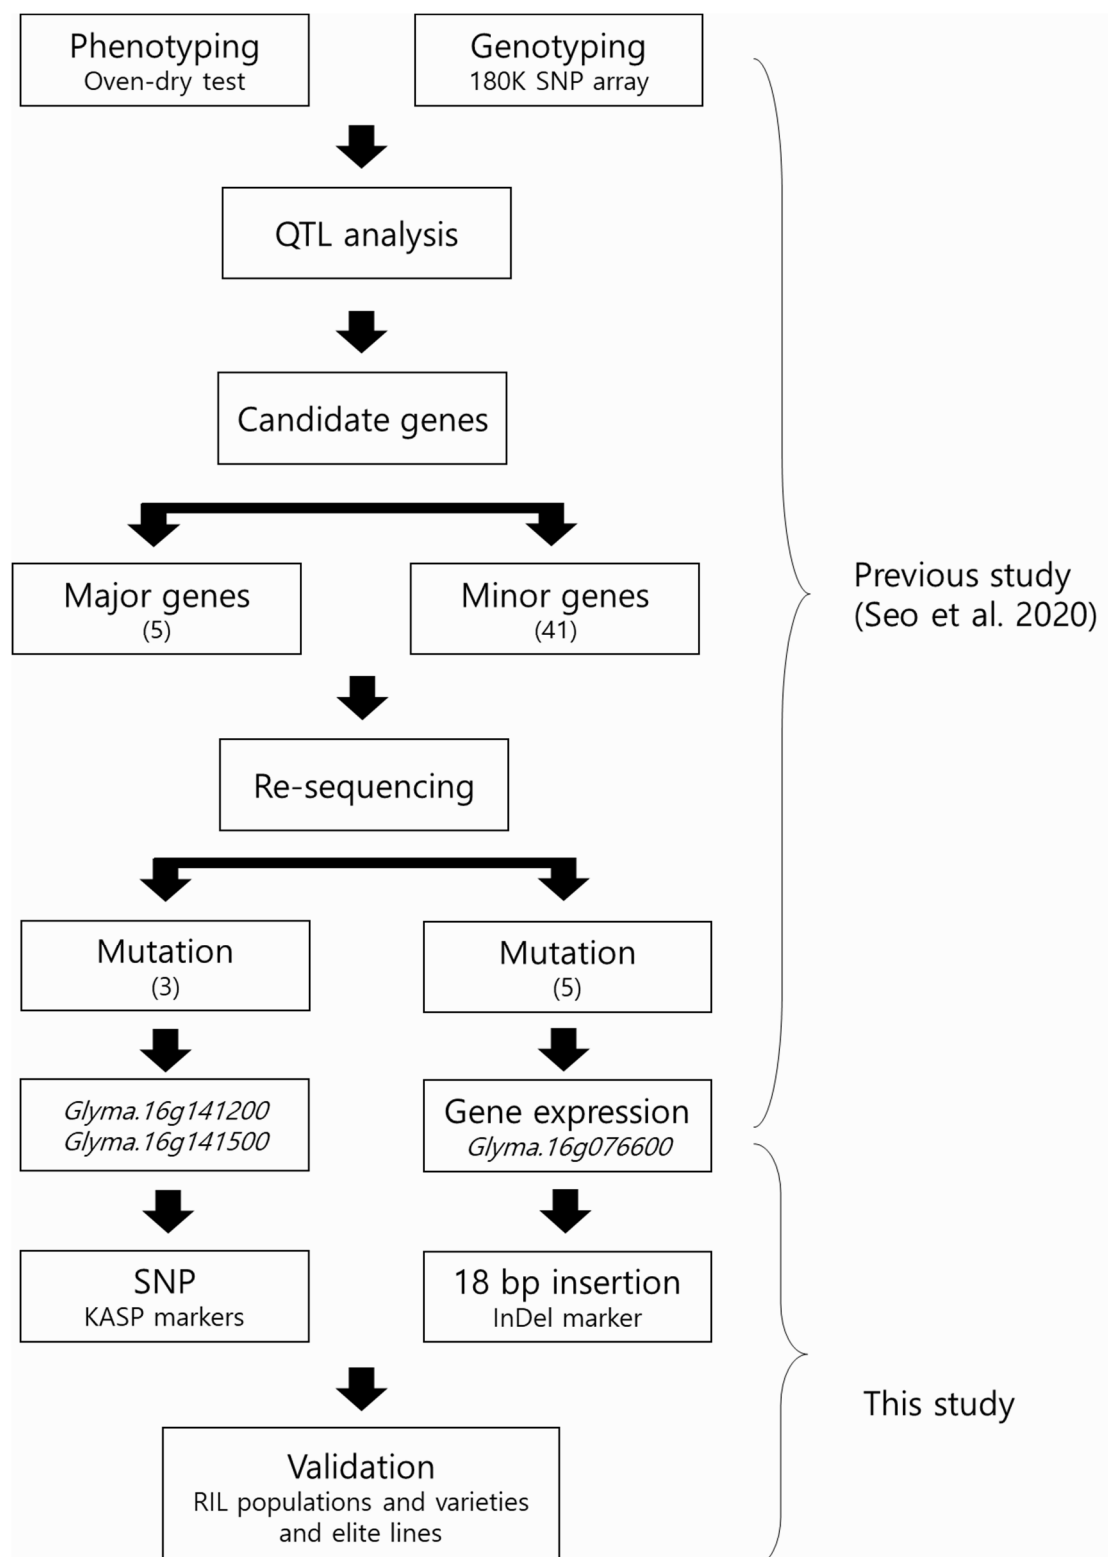 Phenotyping
Oven-dry test
Genotyping
180K SNP array
QTL analysis
Candidate genes
Major genes
(5)
Minor genes
(41)
Previous study
(Seo et al. 2020)
Re-sequencing
Mutation
(3)
Mutation
(5)
Glyma.16g141200
Glyma.16g141500
Gene expression
Glyma.16g076600
SNP
KASP markers
18 bp insertion
InDel marker
This study
Validation
RIL populations and varieties
and elite lines